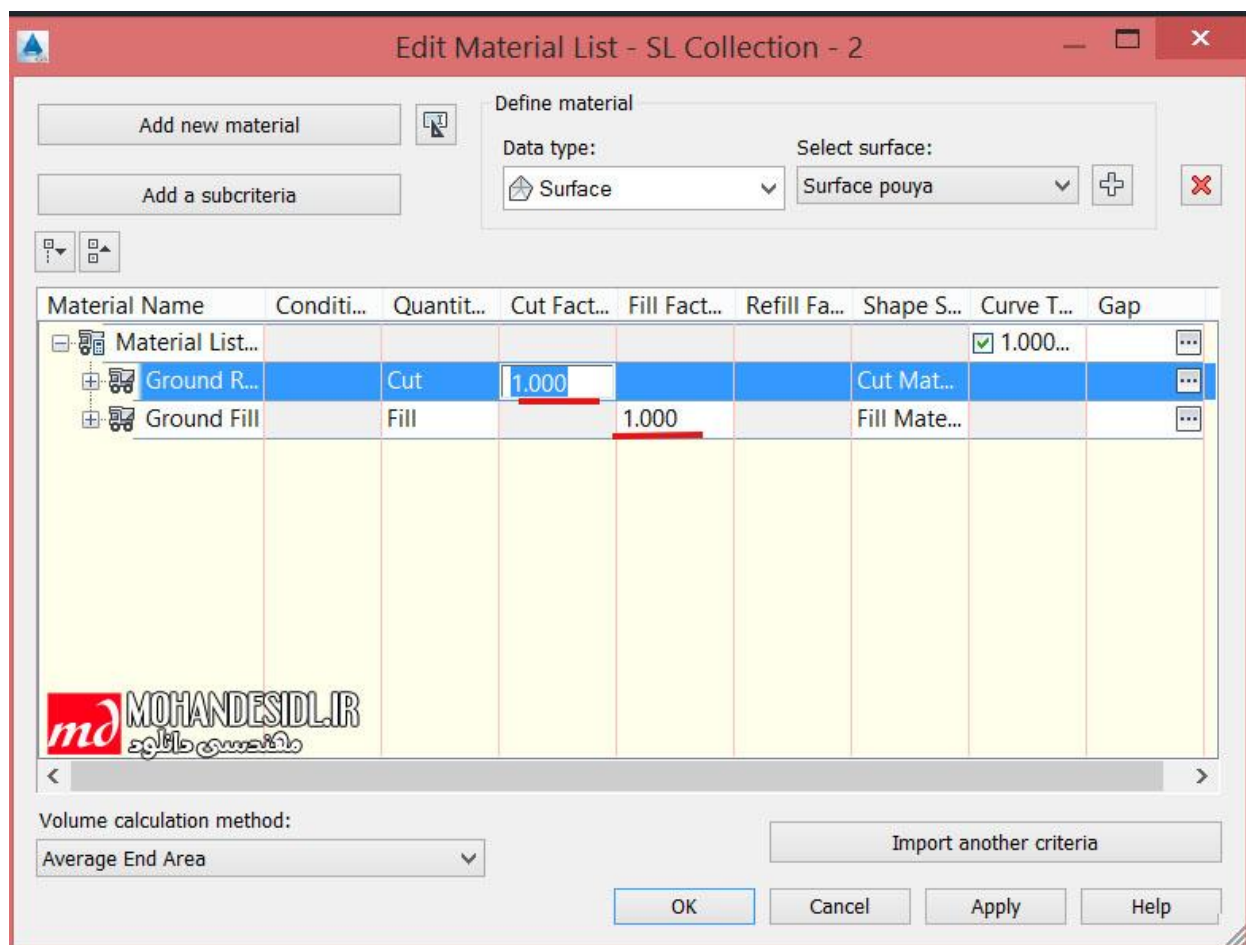 Edit Material List - SL Collection - 2
Add new material
Define material
Data type:
Select surface:
Surface
Surface pouya
Add a subcriteria
Material Name Conditi... Quantit... Cut Fact... Fill Fact... Refill Fa... Shape S... Curve T... Gap
Material List... 1.000...
Ground R... Cut 1.000 Cut Mat...
Ground Fill Fill 1.000 Fill Mate...
md MOHANDESIDL.IR
مهندسی دانلود
Volume calculation method:
Average End Area
Import another criteria
OK Cancel Apply Help